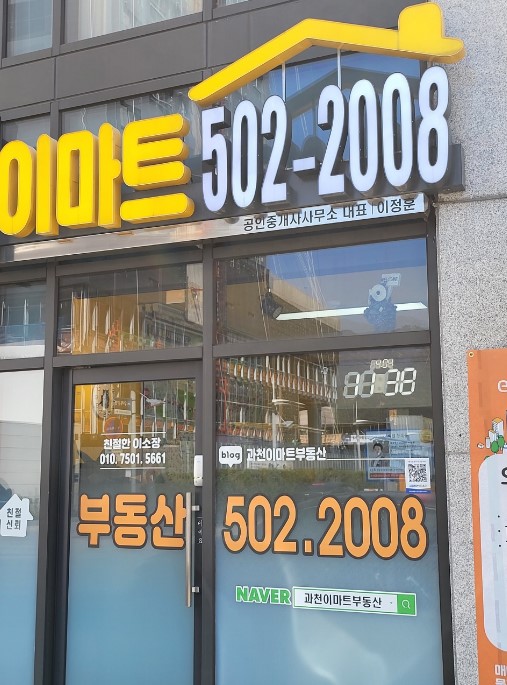 이마트 502-2008
공인중개사사무소 대표 이정훈
11:38
친절한 이소장
010. 7501. 5661
blog 과천이마트부동산
친절
신뢰
부동산 502.2008
NAVER 과천이마트부동산